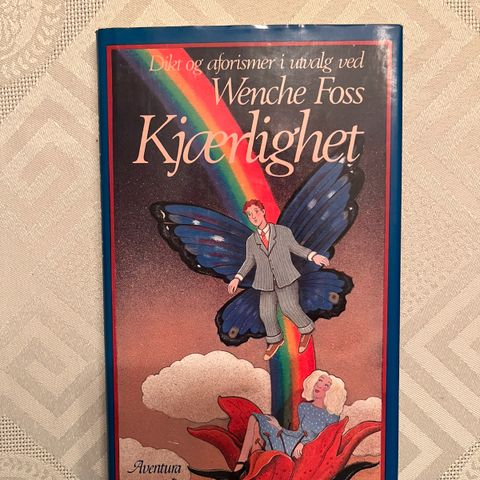 Dikt og aforismer i utvalg ved
Wenche Foss
Kjærlighet
Aventura